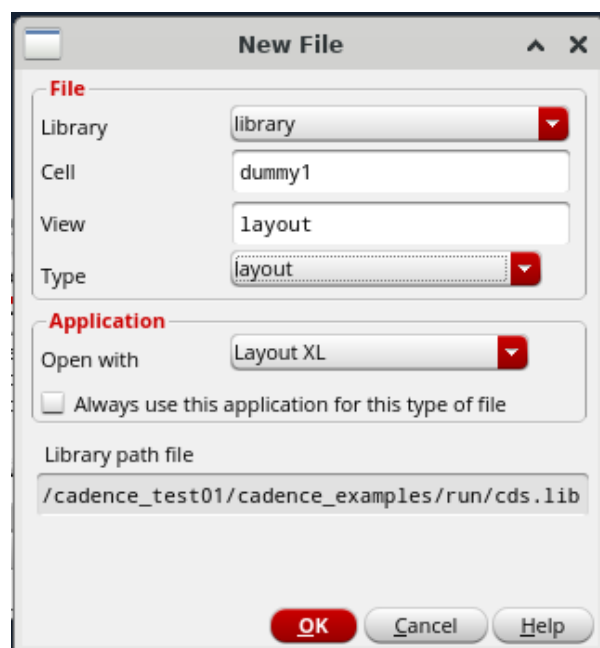 New File
File
Library library
Cell dummy1
View layout
Type layout
Application
Open with Layout XL
Always use this application for this type of file
Library path file
/cadence_test01/cadence_examples/run/cds.lib
OK Cancel Help